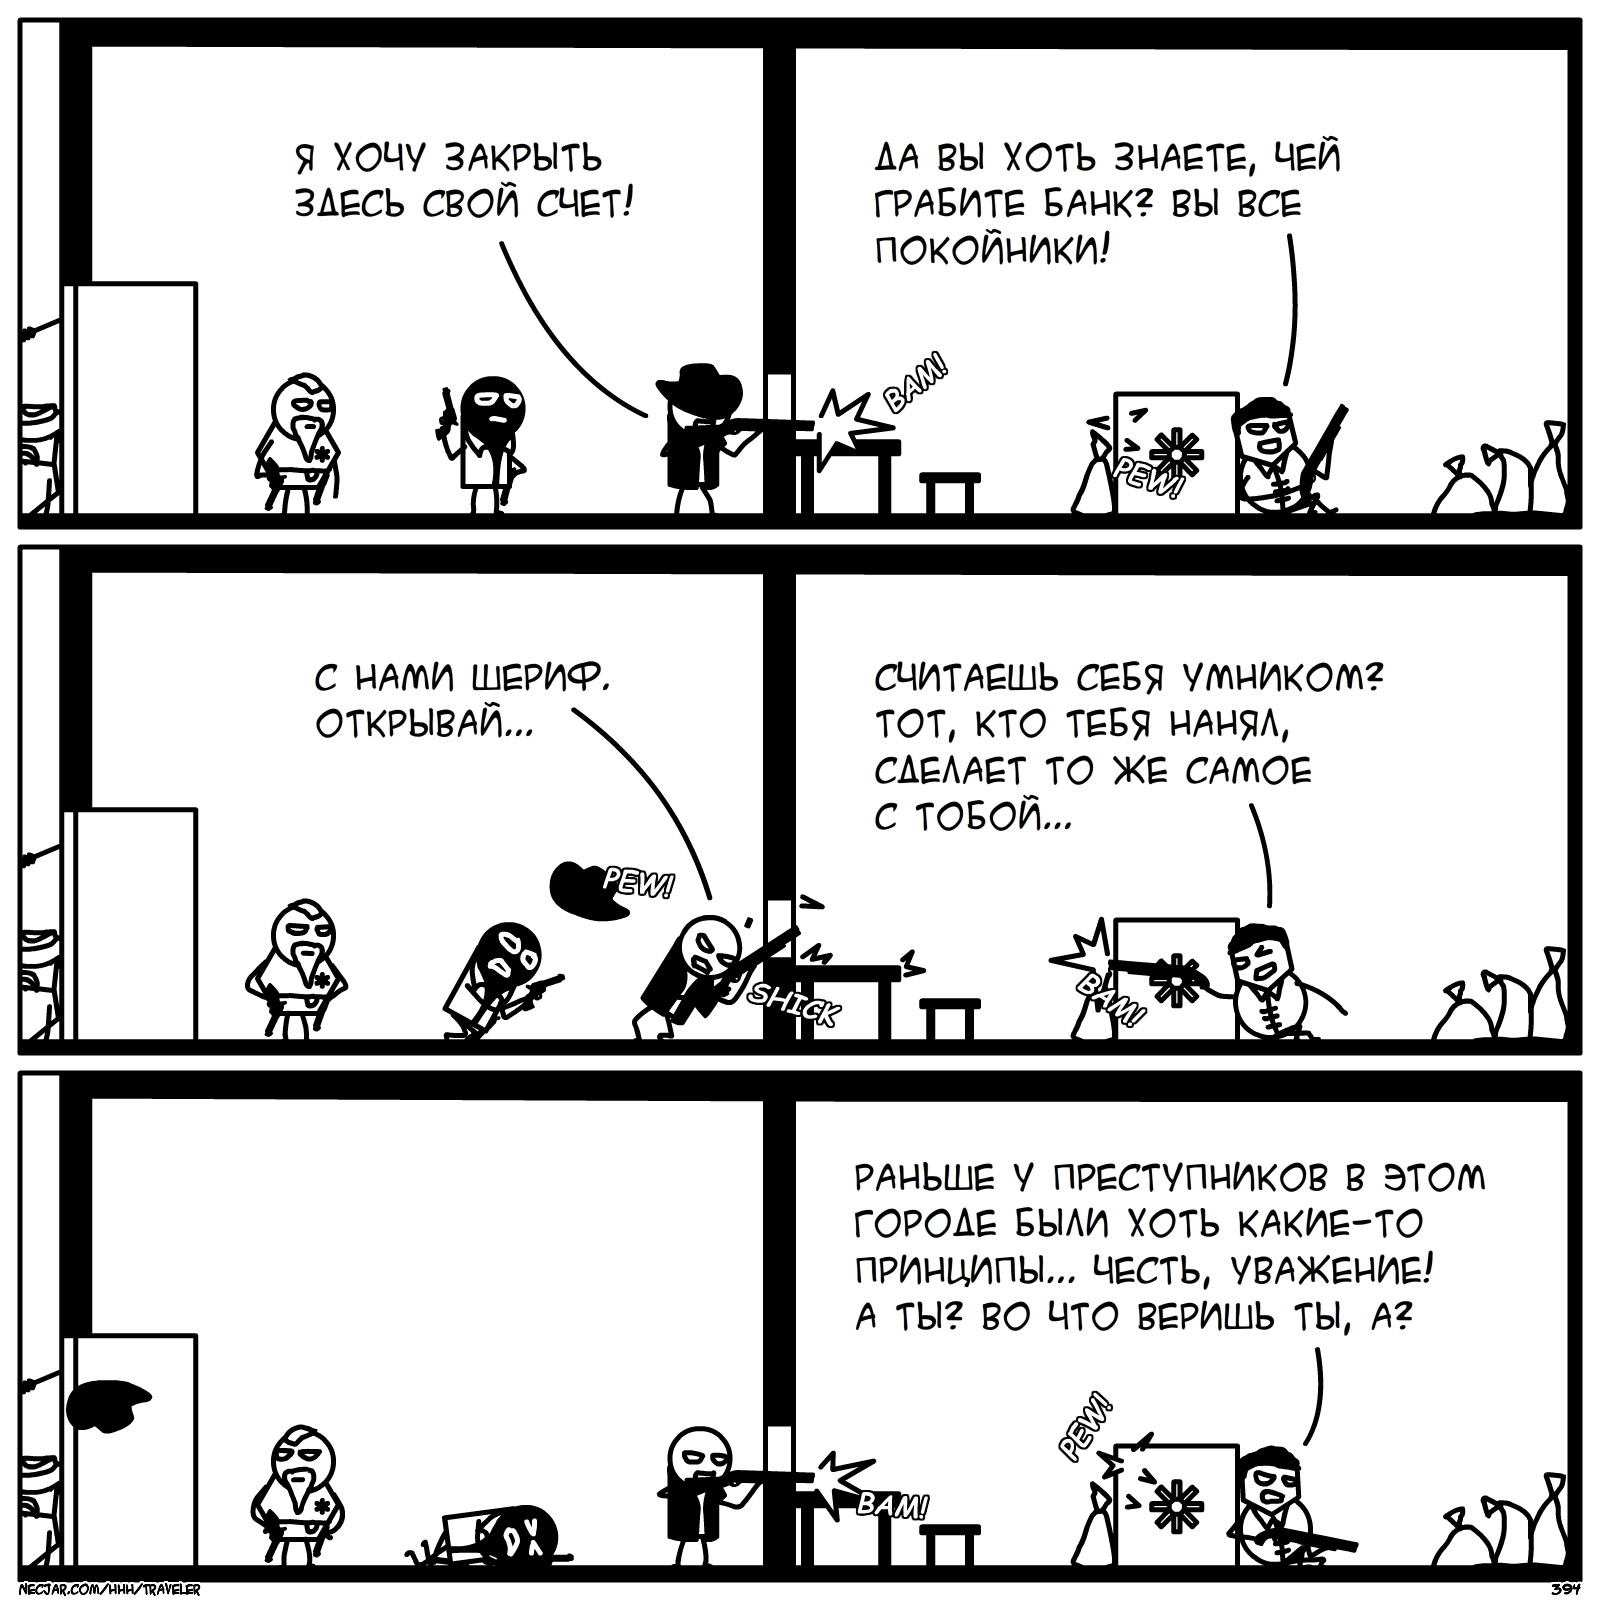 Я ХОЧУ ЗАКРЫТЬ
ЗДЕСЬ СВОЙ СЧЕТ!
ДА ВЫ ХОТЬ ЗНАЕТЕ, ЧЕЙ
ГРАБИТЕ БАНК? ВЫ ВСЕ
ПОКОЙНИКИ!
BAM!
PEW!
С НАМИ ШЕРИФ.
ОТКРЫВАЙ...
СЧИТАЕШЬ СЕБЯ УМНИКОМ?
ТОТ, КТО ТЕБЯ НАНЯЛ,
СДЕЛАЕТ ТО ЖЕ САМОЕ
С ТОБОЙ...
PEW!
SHICK
BAM!
РАНЬШЕ У ПРЕСТУПНИКОВ В ЭТОМ
ГОРОДЕ БЫЛИ ХОТЬ КАКИЕ-ТО
ПРИНЦИПЫ... ЧЕСТЬ, УВАЖЕНИЕ!
А ТЫ? ВО ЧТО ВЕРИШЬ ТЫ, А?
PEW!
BAM!
NECJAR.COM/HHH/TRAVELER
394